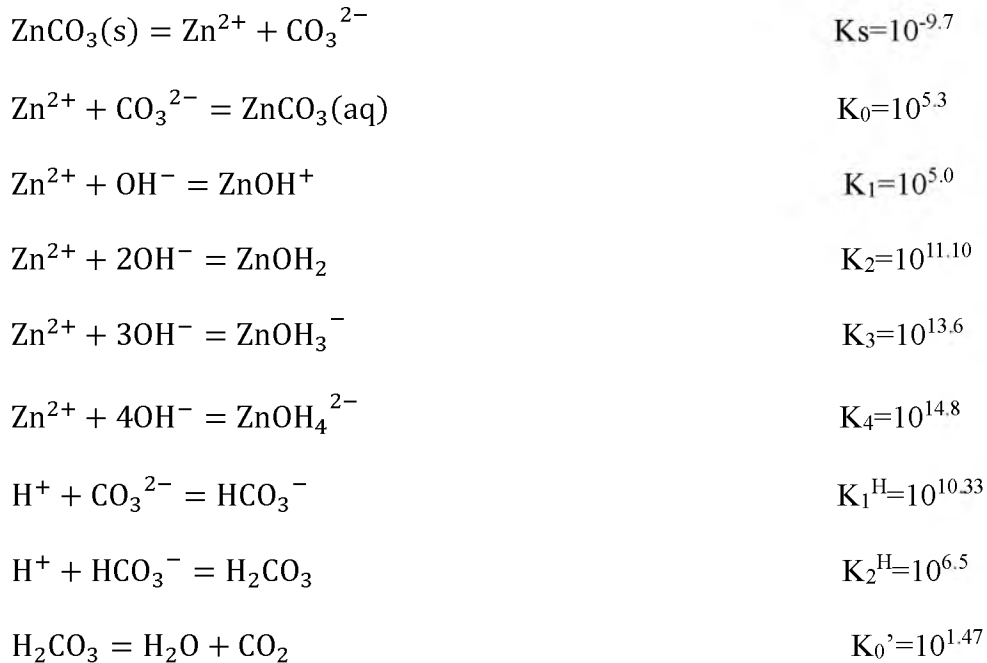 ZnCO₃(s) = Zn²⁺ + CO₃²⁻ Ks=10⁻⁹·⁷
Zn²⁺ + CO₃²⁻ = ZnCO₃(aq) K₀=10⁵·³
Zn²⁺ + OH⁻ = ZnOH⁺ K₁=10⁵·⁰
Zn²⁺ + 2OH⁻ = ZnOH₂ K₂=10¹¹·¹⁰
Zn²⁺ + 3OH⁻ = ZnOH₃⁻ K₃=10¹³·⁶
Zn²⁺ + 4OH⁻ = ZnOH₄²⁻ K₄=10¹⁴·⁸
H⁺ + CO₃²⁻ = HCO₃⁻ K₁ᴴ=10¹⁰·³³
H⁺ + HCO₃⁻ = H₂CO₃ K₂ᴴ=10⁶·⁵
H₂CO₃ = H₂O + CO₂ K₀’=10¹·⁴⁷